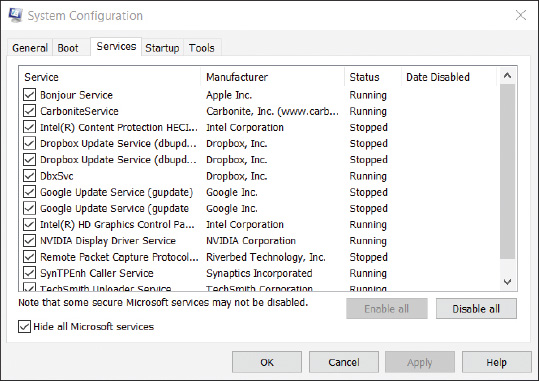 System Configuration
General Boot Services Startup Tools
Service Manufacturer Status Date Disabled
Bonjour Service Apple Inc. Running
CarboniteService Carbonite, Inc. (www.carb... Running
Intel(R) Content Protection HECI... Intel Corporation Stopped
Dropbox Update Service (dbupd... Dropbox, Inc. Stopped
Dropbox Update Service (dbupd... Dropbox, Inc. Stopped
DbxSvc Dropbox, Inc. Running
Google Update Service (gupdate) Google Inc. Stopped
Google Update Service (gupdate Google Inc. Stopped
Intel(R) HD Graphics Control Pa... Intel Corporation Running
NVIDIA Display Driver Service NVIDIA Corporation Running
Remote Packet Capture Protocol... Riverbed Technology, Inc. Stopped
SynTPEnh Caller Service Synaptics Incorporated Running
TechSmith Uploader Service TechSmith Corporation Running
Note that some secure Microsoft services may not be disabled.
Enable all Disable all
Hide all Microsoft services
OK Cancel Apply Help